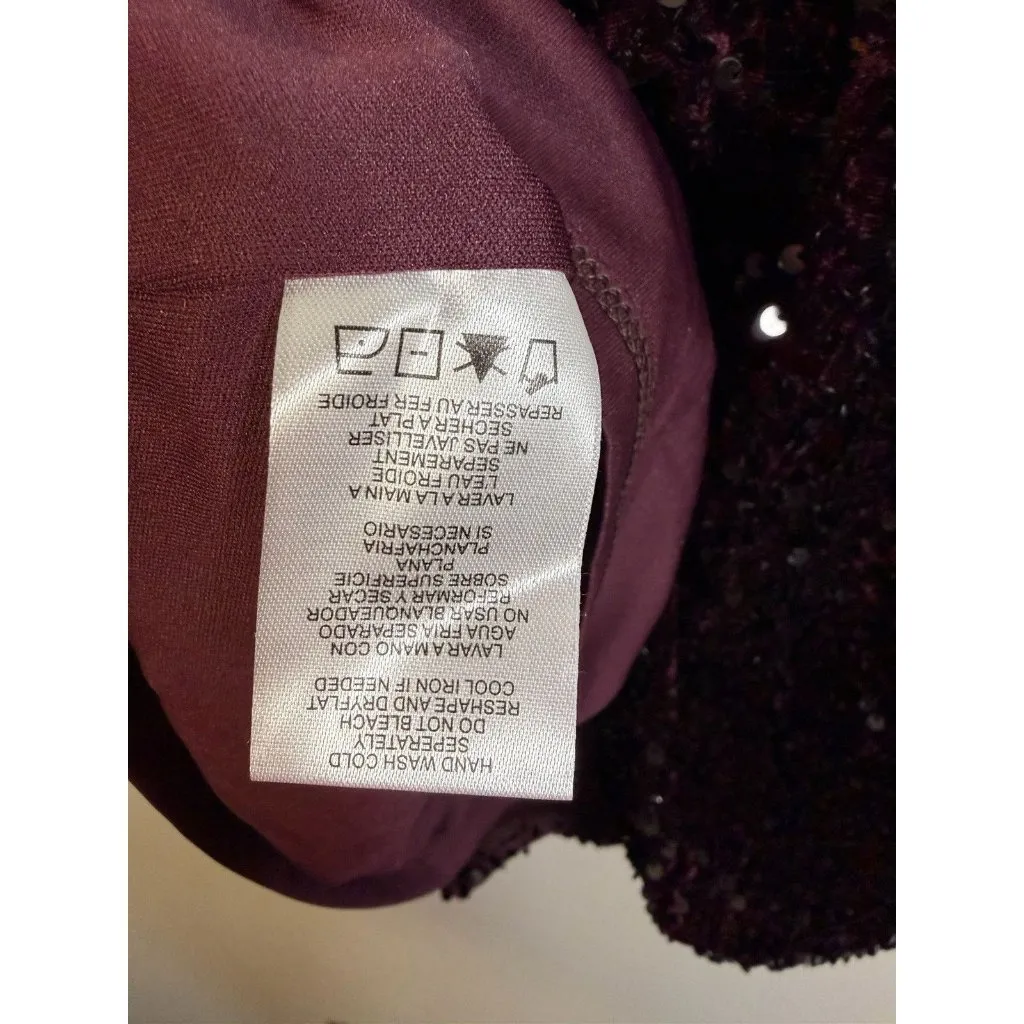 HAND WASH COLD
SEPERATELY
DO NOT BLEACH
RESHAPE AND DRYFLAT
COOL IRON IF NEEDED
LAVAR A MANO CON
AGUA FRIA SEPARADO
NO USAR BLANQUEADOR
REFORMAR Y SECAR
SOBRE SUPERFICIE
PLANA
PLANCHAFRIA
SI NECESARIO
LAVER A LA MAIN A
L'EAU FROIDE
SEPAREMENT
NE PAS JAVELLISER
SECHER A PLAT
REPASSER AU FER FROIDE